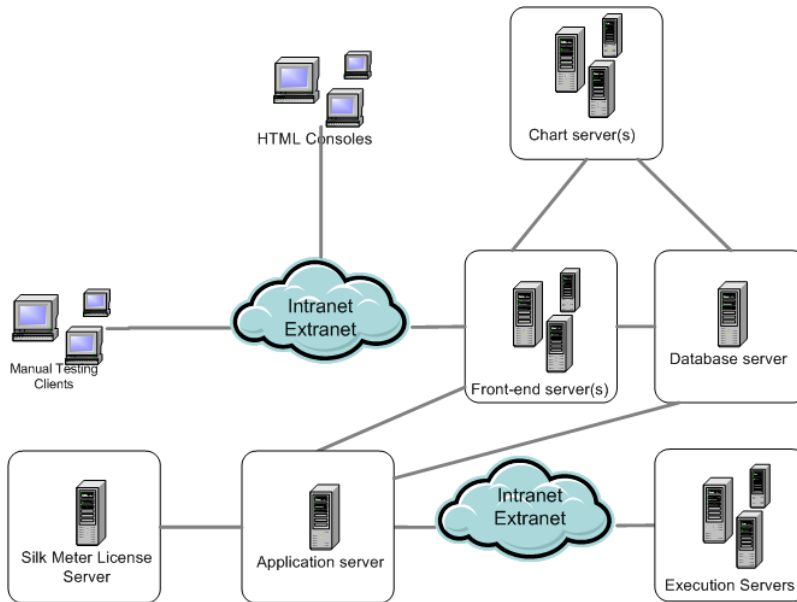 Chart server(s)
HTML Consoles
Intranet
Extranet
Manual Testing
Clients
Front-end server(s)
Database server
Silk Meter License
Server
Application server
Intranet
Extranet
Execution Servers